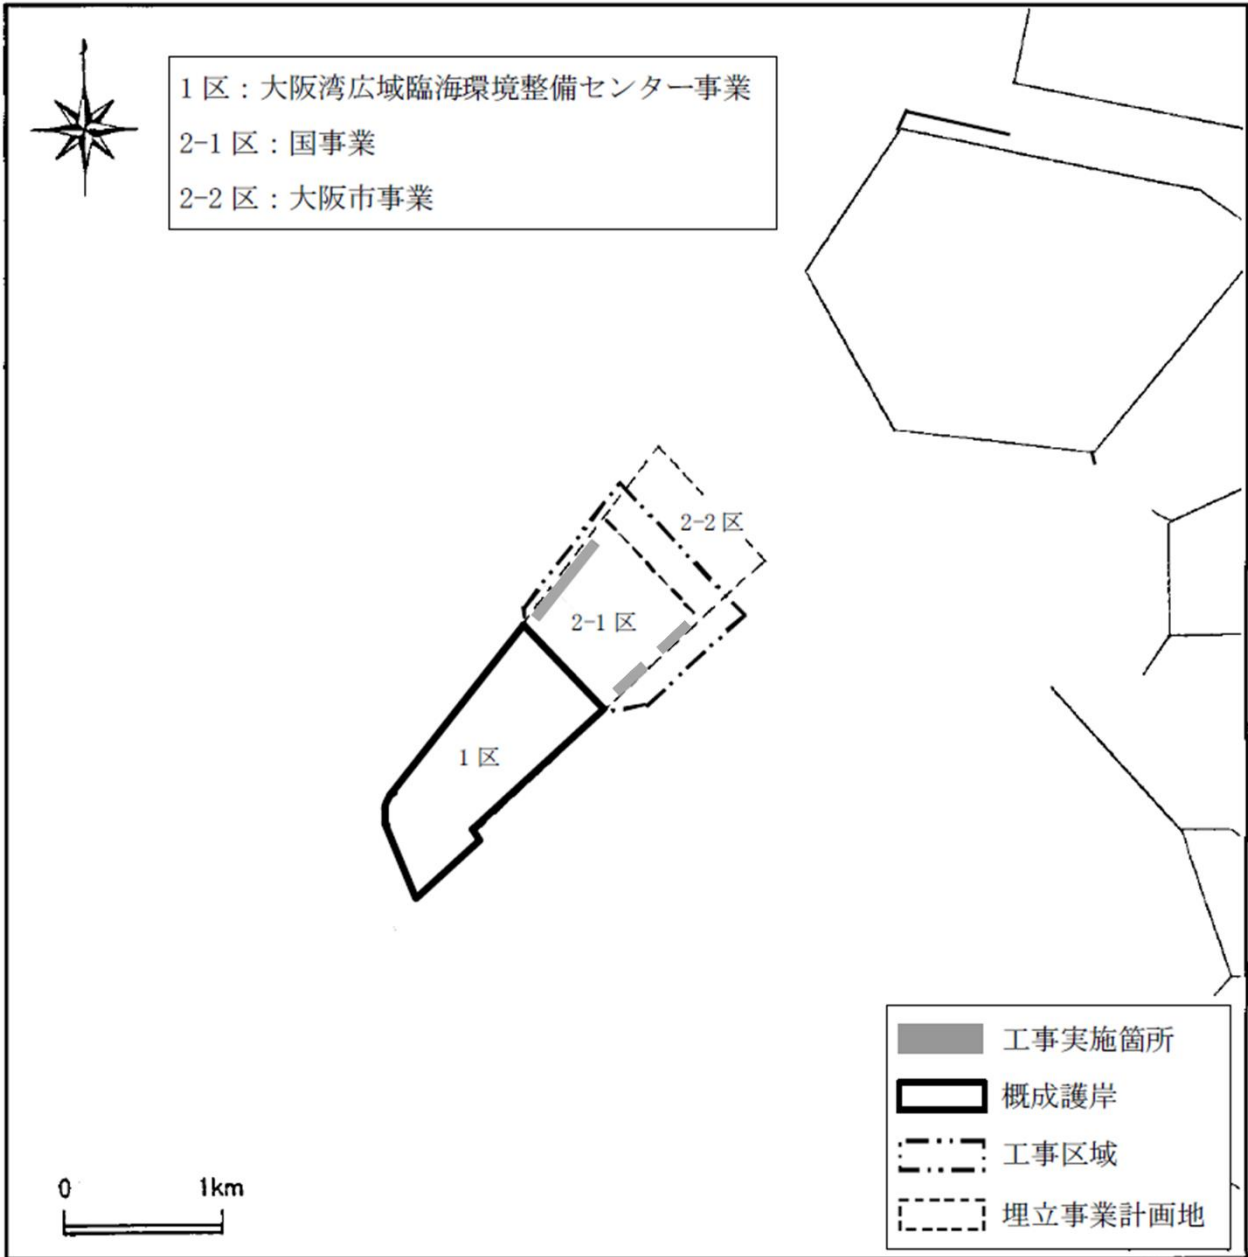 1 区：大阪湾広域臨海環境整備センター事業
2-1 区：国事業
2-2 区：大阪市事業
2-2 区
2-1 区
1 区
工事実施箇所
概成護岸
工事区域
埋立事業計画地
0 1km